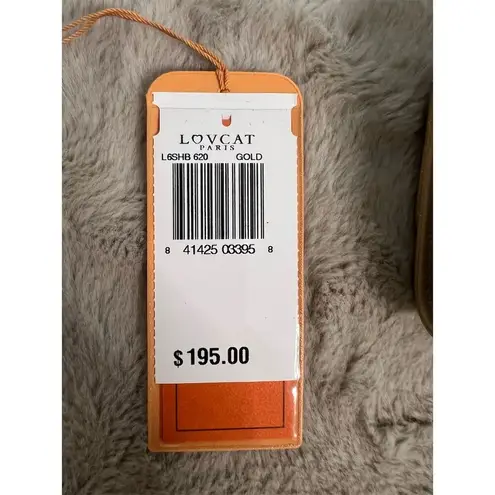 LOVCAT
PARIS
L6SHB 620 GOLD
8 41425 03395 8
$195.00